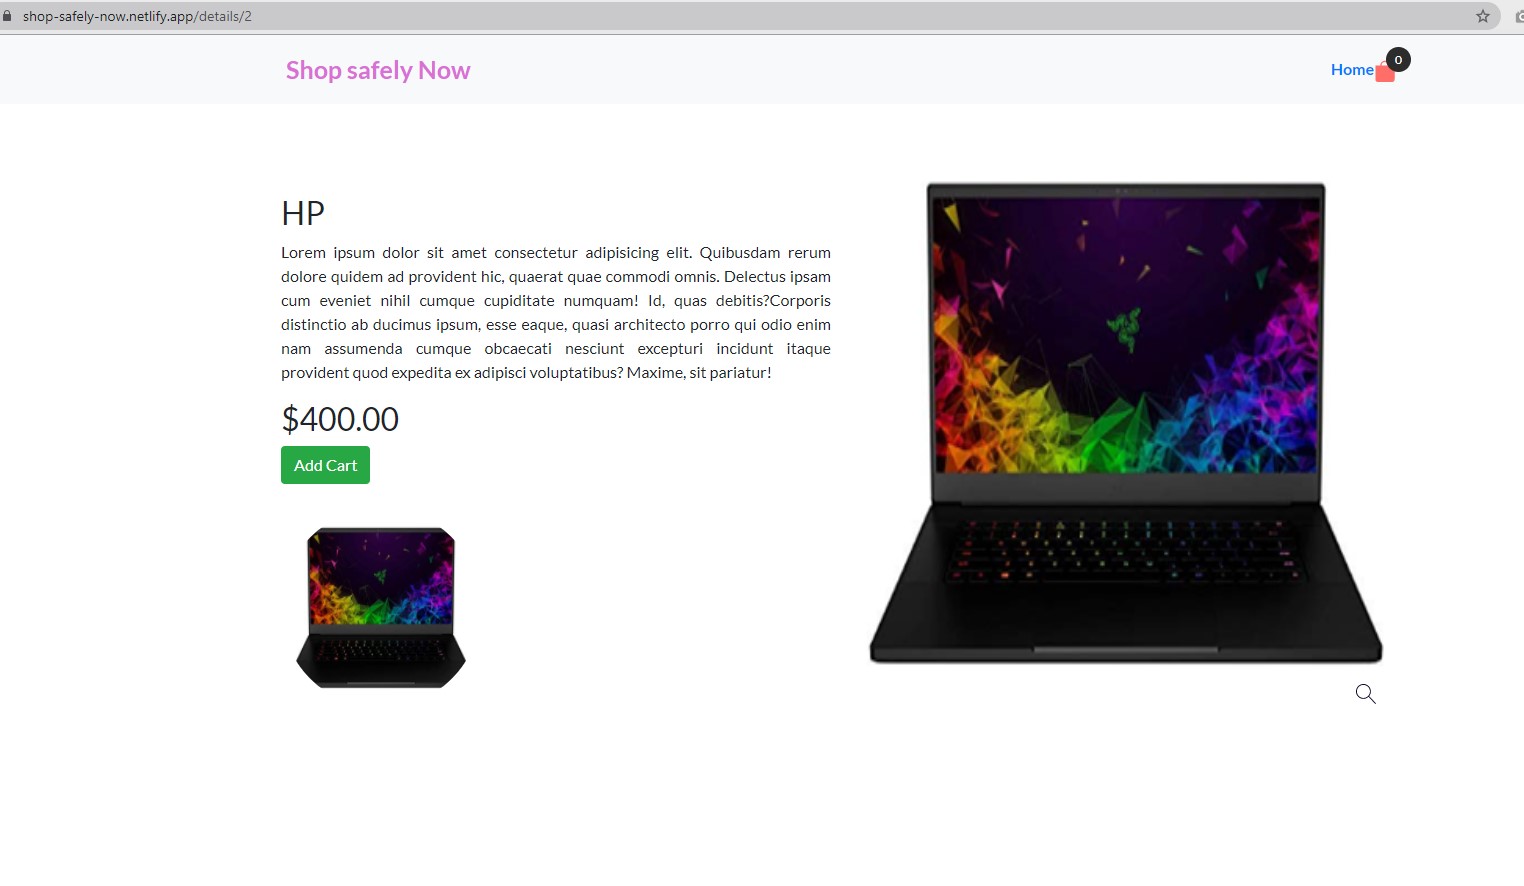 shop-safely-now.netlify.app/details/2
Shop safely Now
Home
0
HP
Lorem ipsum dolor sit amet consectetur adipisicing elit. Quibusdam rerum
dolore quidem ad provident hic, quaerat quae commodi omnis. Delectus ipsam
cum eveniet nihil cumque cupiditate numquam! Id, quas debitis?Corporis
distinctio ab ducimus ipsum, esse eaque, quasi architecto porro qui odio enim
nam assumenda cumque obcaecati nesciunt excepturi incidunt itaque
provident quod expedita ex adipisci voluptatibus? Maxime, sit pariatur!
$400.00
Add Cart